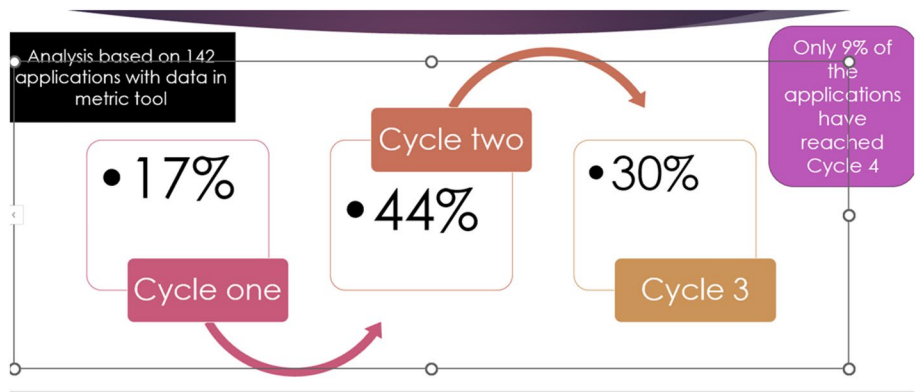 Analysis based on 142
applications with data in
metric tool
Only 9% of
the
applications
have
reached
Cycle 4
• 17%
Cycle one
Cycle two
• 44%
• 30%
Cycle 3